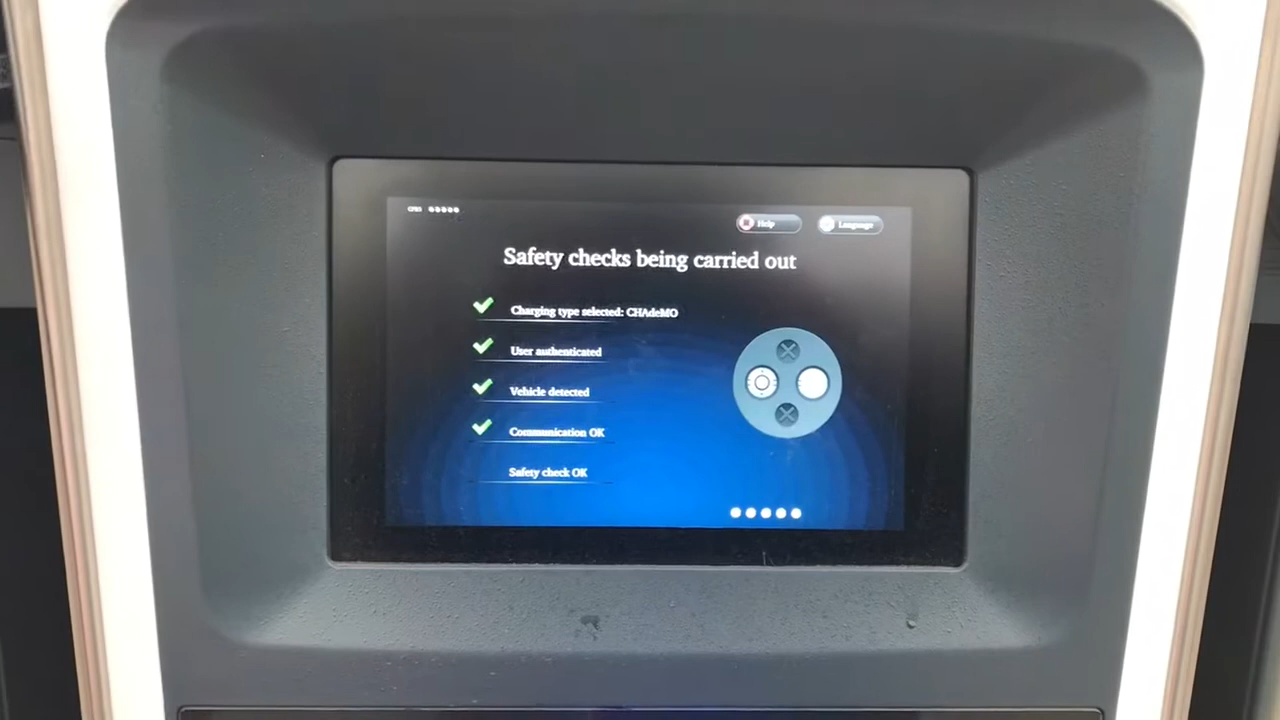 Help
Language
Safety checks being carried out
Charging type selected: CHAdeMO
User authenticated
Vehicle detected
Communication OK
Safety check OK